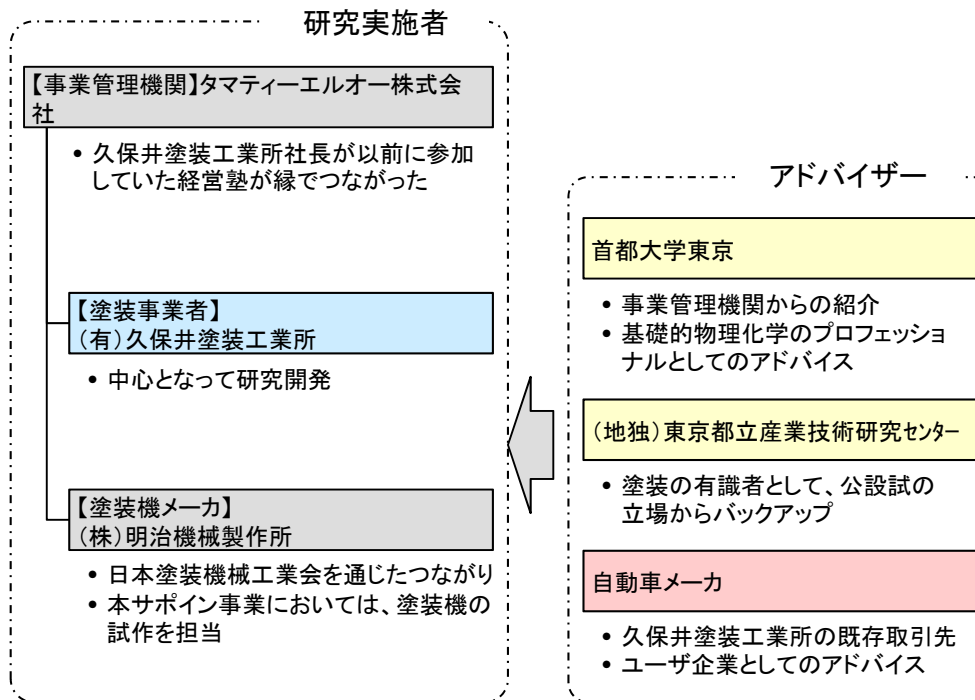 研究実施者
【事業管理機関】タマティーエルオー株式会
社
• 久保井塗装工業所社長が以前に参加
していた経営塾が縁でつながった
【塗装事業者】
(有)久保井塗装工業所
• 中心となって研究開発
【塗装機メーカ】
(株)明治機械製作所
• 日本塗装機械工業会を通じたつながり
• 本サポイン事業においては、塗装機の
試作を担当
アドバイザー
首都大学東京
• 事業管理機関からの紹介
• 基礎的物理化学のプロフェッショ
ナルとしてのアドバイス
(地独)東京都立産業技術研究センター
• 塗装の有識者として、公設試の
立場からバックアップ
自動車メーカ
• 久保井塗装工業所の既存取引先
• ユーザ企業としてのアドバイス